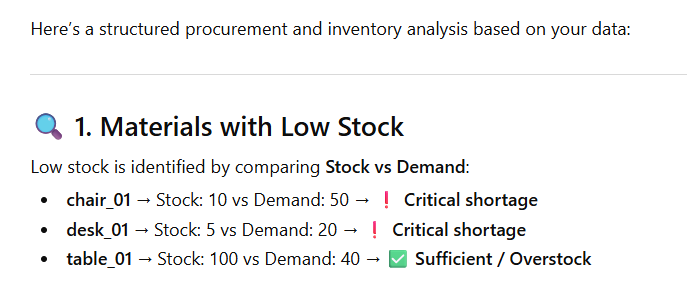 Here's a structured procurement and inventory analysis based on your data:
🔍 1. Materials with Low Stock
Low stock is identified by comparing Stock vs Demand:
• chair_01 → Stock: 10 vs Demand: 50 → ❗ Critical shortage
• desk_01 → Stock: 5 vs Demand: 20 → ❗ Critical shortage
• table_01 → Stock: 100 vs Demand: 40 → ✅ Sufficient / Overstock